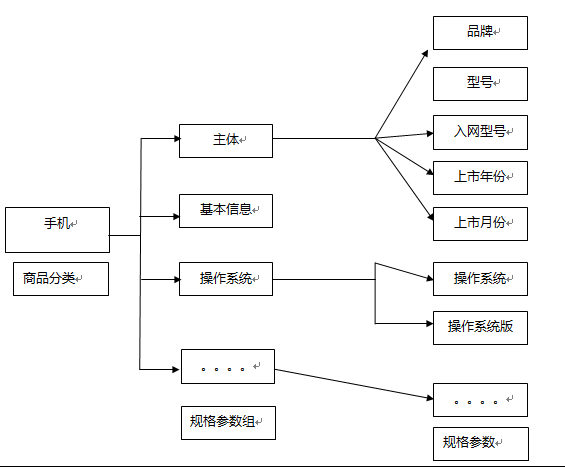 品牌
型号
主体
入网型号
上市年份
基本信息
手机
上市月份
商品分类
操作系统
操作系统
操作系统版
。。。。
。。。。
规格参数组
规格参数